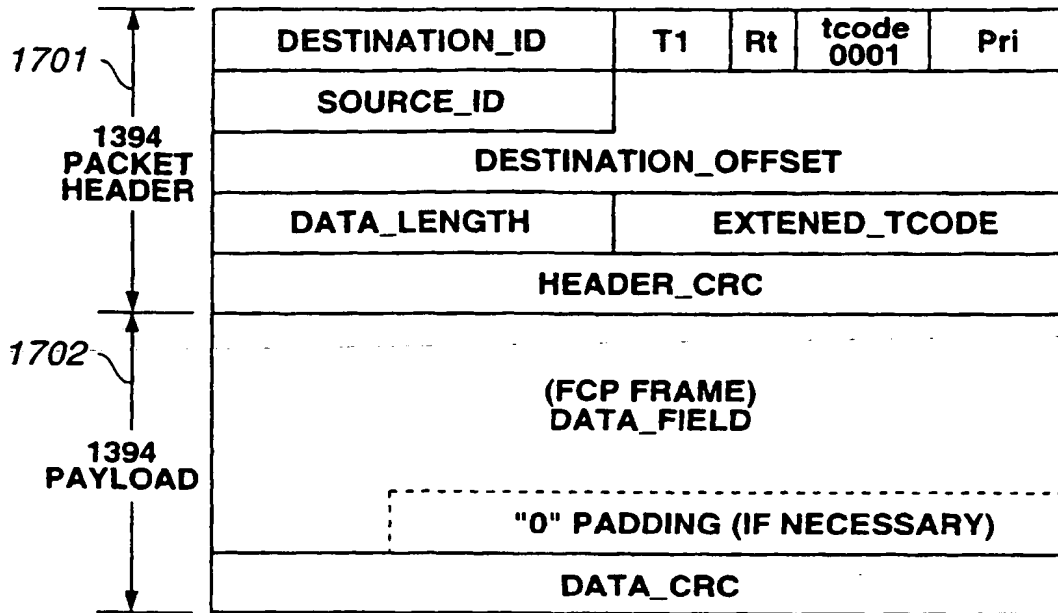 DESTINATION_ID T1 Rt tcode 0001 Pri
1701
SOURCE_ID
1394 PACKET HEADER
DESTINATION_OFFSET
DATA_LENGTH EXTENED_TCODE
HEADER_CRC
1702
(FCP FRAME)
DATA_FIELD
1394 PAYLOAD
"0" PADDING (IF NECESSARY)
DATA_CRC